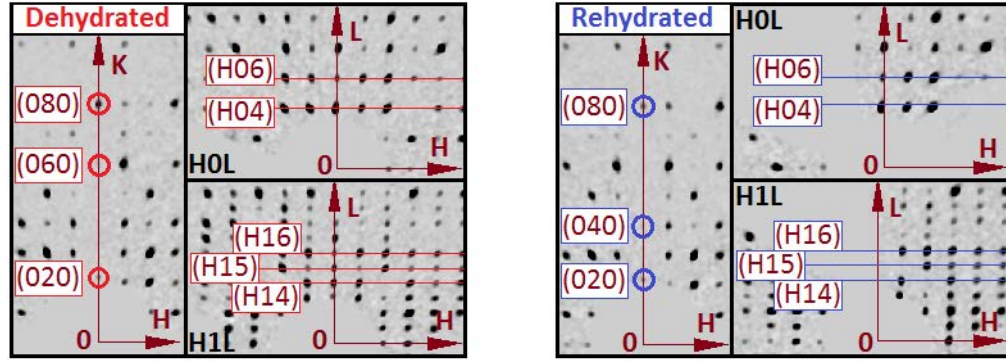 Dehydrated
K
(080)
(060)
(020)
0
H
L
(H06)
(H04)
0
H
H0L
L
(H16)
(H15)
(H14)
0
H
H1L
Rehydrated
K
(080)
(040)
(020)
0
H
H0L
L
(H06)
(H04)
0
H
H1L
L
(H16)
(H15)
(H14)
0
H